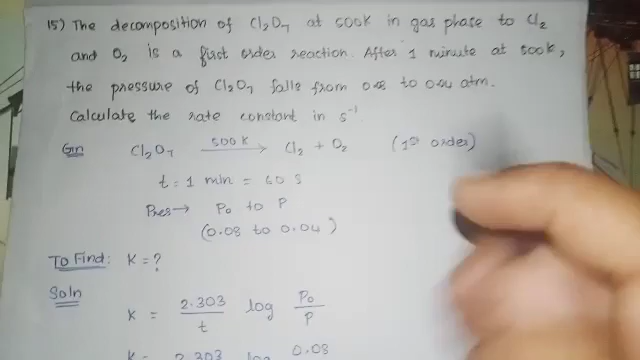 15) The decomposition of Cl₂O₇ at 500K in gas phase to Cl₂
and O₂ is a first order reaction. After 1 minute at 500K,
the pressure of Cl₂O₇ falls from 0.08 to 0.04 atm.
Calculate the rate constant in s⁻¹
Gn Cl₂O₇ 500K → Cl₂ + O₂ (1st order)
t = 1 min = 60 s
Pres → P₀ to P
(0.08 to 0.04)
To Find: K = ?
Soln
K = 2.303/t log P₀/P
K = 2.303 log 0.08